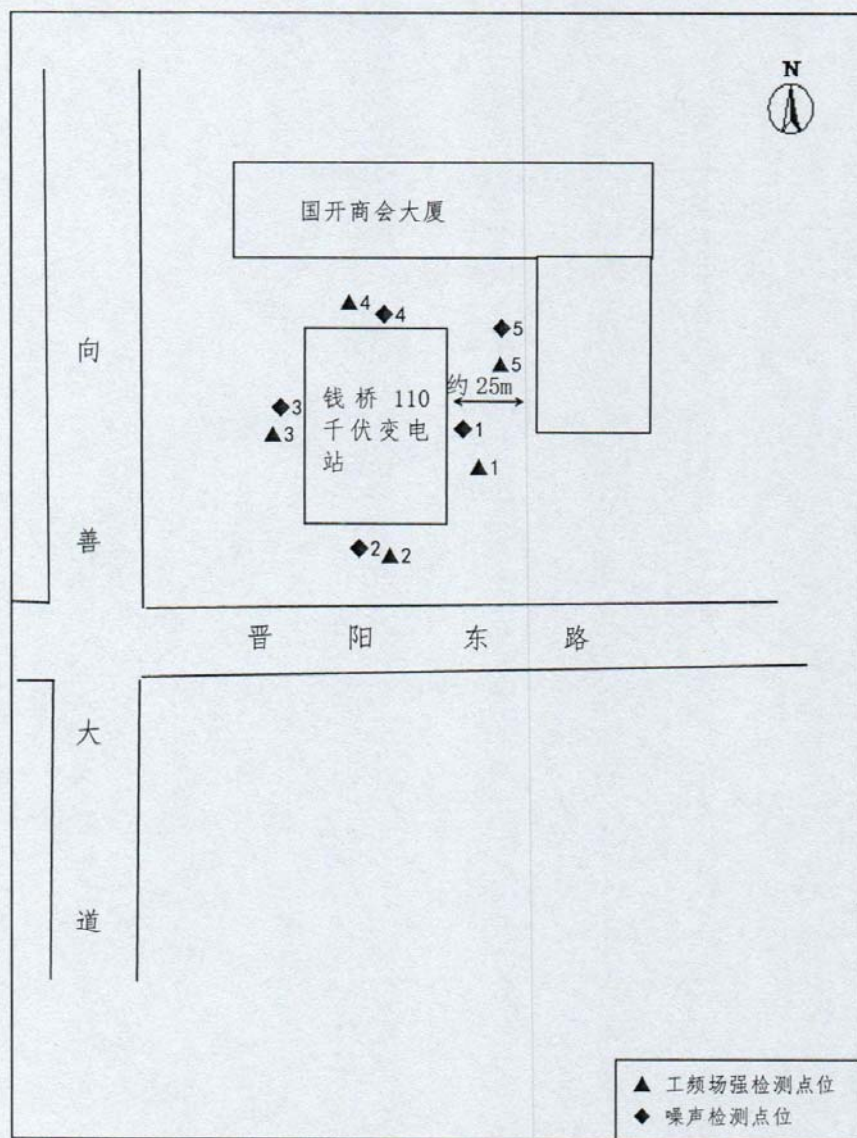 N
国开商会大厦
4
4
5
5
约 25m
钱桥 110
千伏变电
站
3
3
1
1
2
2
向善大道
晋阳东路
▲ 工频场强检测点位
◆ 噪声检测点位